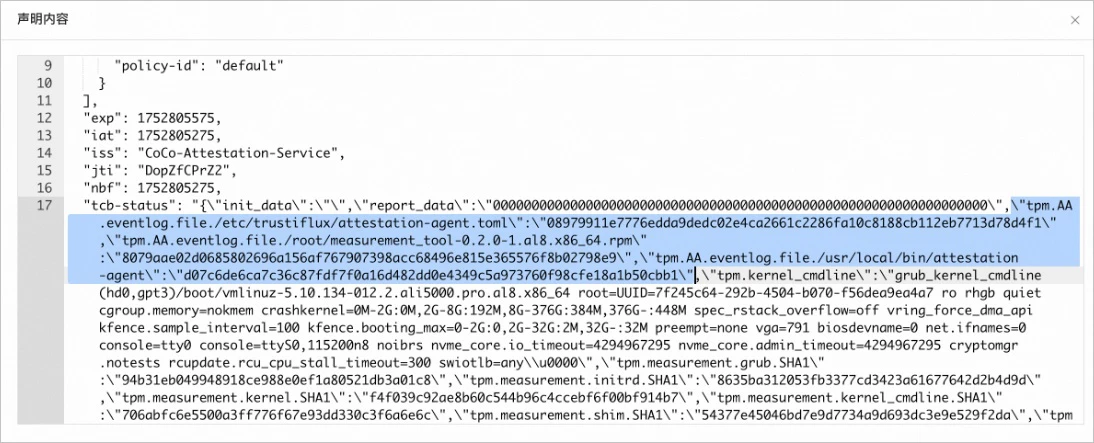 声明内容
9 "policy-id": "default"
10 }
11 ],
12 "exp": 1752805575,
13 "iat": 1752805275,
14 "iss": "CoCo-Attestation-Service",
15 "jti": "DopZfCPrZ2",
16 "nbf": 1752805275,
17 "tcb-status": "{\"init_data\":\"\",\"report_data\":\"0000000000000000000000000000000000000000000000000000000000000000\",\"tpm.AA
.eventlog.file./etc/trustiflux/attestation-agent.toml\":\"08979911e7776edda9dedc02e4ca2661c2286fa10c8188cb112eb7713d78d4f1\"
,\"tpm.AA.eventlog.file./root/measurement_tool-0.2.0-1.al8.x86_64.rpm\"
:\"8079aae02d0685802696a156af767907398acc68496e815e365576f8b02798e9\",\"tpm.AA.eventlog.file./usr/local/bin/attestation
-agent\":\"d07c6de6ca7c36c87fdf7f0a16d482dd0e4349c5a973760f98cfe18a1b50cbb1\",\"tpm.kernel_cmdline\":\"grub_kernel_cmdline
(hd0,gpt3)/boot/vmlinuz-5.10.134-012.2.ali5000.pro.al8.x86_64 root=UUID=7f245c64-292b-4504-b070-f56dea9ea4a7 ro rhgb quiet
cgroup.memory=nokmem crashkernel=0M-2G:0M,2G-8G:192M,8G-376G:384M,376G-:448M spec_rstack_overflow=off vring_force_dma_api
kfence.sample_interval=100 kfence.booting_max=0-2G:0,2G-32G:2M,32G-:32M preempt=none vga=791 biosdevname=0 net.ifnames=0
console=tty0 console=ttyS0,115200n8 noibrs nvme_core.io_timeout=4294967295 nvme_core.admin_timeout=4294967295 cryptomgr
.notests rcupdate.rcu_cpu_stall_timeout=300 swiotlb=any\\u0000\",\"tpm.measurement.grub.SHA1\"
:\"94b31eb049948918ce988e0ef1a80521db3a01c8\",\"tpm.measurement.initrd.SHA1\":\"8635ba312053fb3377cd3423a61677642d2b4d9d\"
,\"tpm.measurement.kernel.SHA1\":\"f4f039c92ae8b60c544b96c4ccebf6f00bf914b7\",\"tpm.measurement.kernel_cmdline.SHA1\"
:\"706abfc6e5500a3ff776f67e93dd330c3f6a6e6c\",\"tpm.measurement.shim.SHA1\":\"54377e45046bd7e9d7734a9d693dc3e9e529f2da\",\"tpm